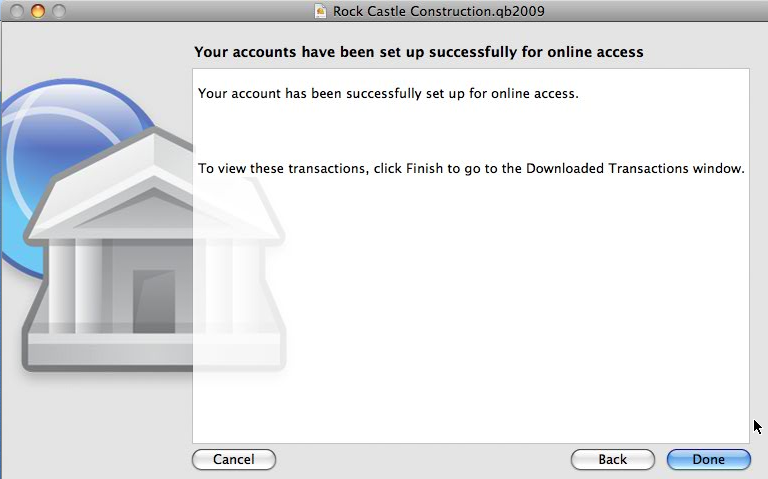 Rock Castle Construction.qb2009
Your accounts have been set up successfully for online access
Your account has been successfully set up for online access.
To view these transactions, click Finish to go to the Downloaded Transactions window.
Cancel
Back
Done